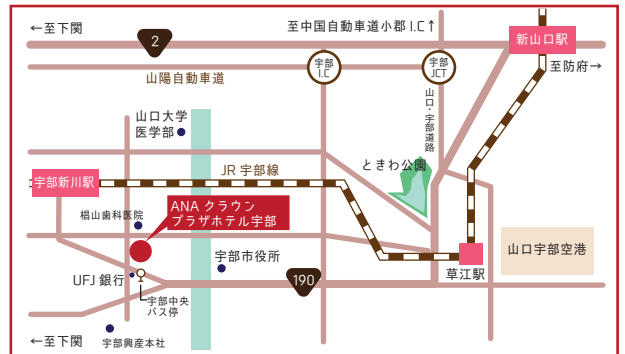 ←至下関
2
至中国自動車道小郡 I.C↑
新山口駅
山陽自動車道
宇部
I.C
宇部
JCT
至防府→
山口・宇部道路
山口大学
医学部
ときわ公園
JR 宇部線
宇部新川駅
ANA クラウン
プラザホテル宇部
椙山歯科医院
宇部市役所
山口宇部空港
草江駅
UFJ 銀行
190
宇部中央
バス停
←至下関
宇部興産本社